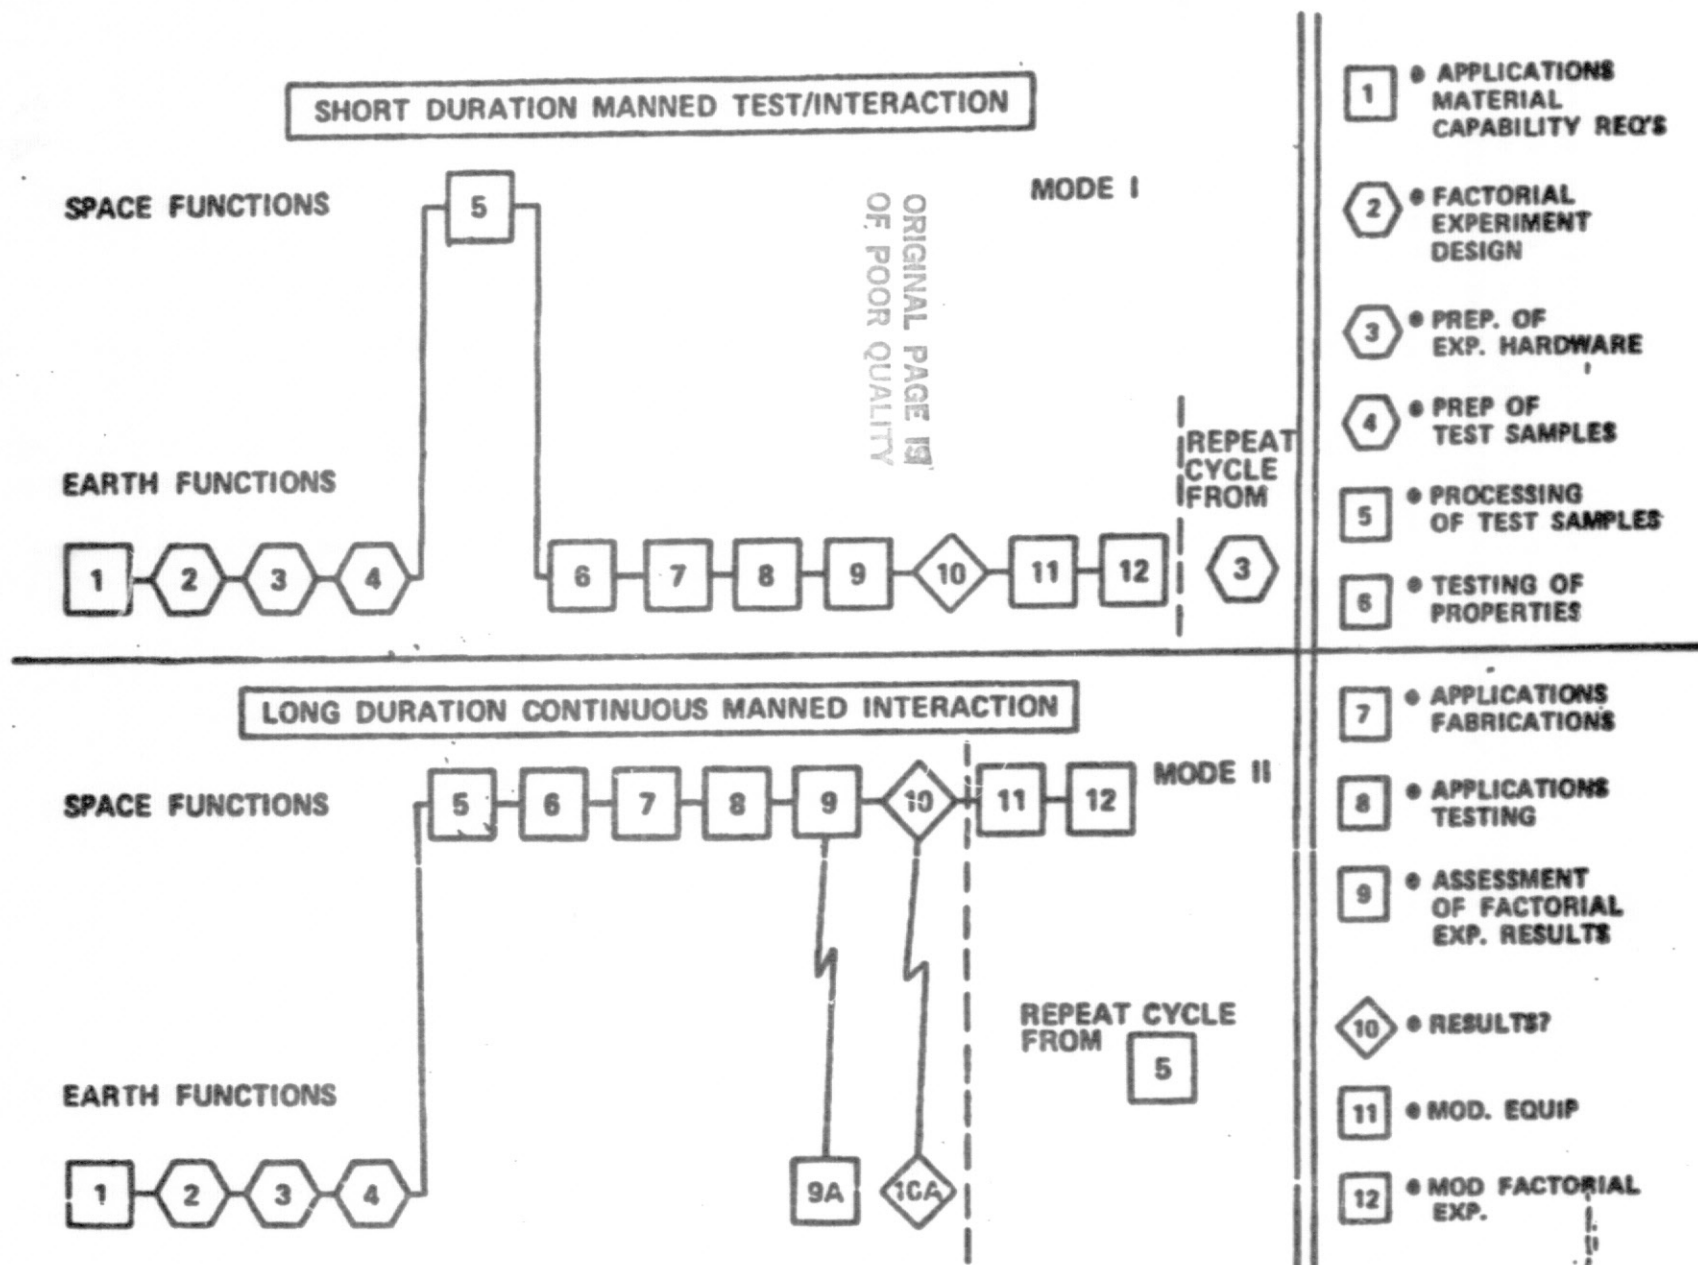 SHORT DURATION MANNED TEST/INTERACTION
SPACE FUNCTIONS
5
MODE I
ORIGINAL PAGE IS
OF POOR QUALITY
EARTH FUNCTIONS
REPEAT
CYCLE
FROM
1 2 3 4 6 7 8 9 10 11 12 3
LONG DURATION CONTINUOUS MANNED INTERACTION
SPACE FUNCTIONS
5 6 7 8 9 10 11 12
MODE II
REPEAT CYCLE
FROM
5
EARTH FUNCTIONS
1 2 3 4 9A 10A
1 • APPLICATIONS
MATERIAL
CAPABILITY REQ'S
2 • FACTORIAL
EXPERIMENT
DESIGN
3 • PREP. OF
EXP. HARDWARE
4 • PREP OF
TEST SAMPLES
5 • PROCESSING
OF TEST SAMPLES
6 • TESTING OF
PROPERTIES
7 • APPLICATIONS
FABRICATIONS
8 • APPLICATIONS
TESTING
9 • ASSESSMENT
OF FACTORIAL
EXP. RESULTS
10 • RESULTS?
11 • MOD. EQUIP
12 • MOD FACTORIAL
EXP.